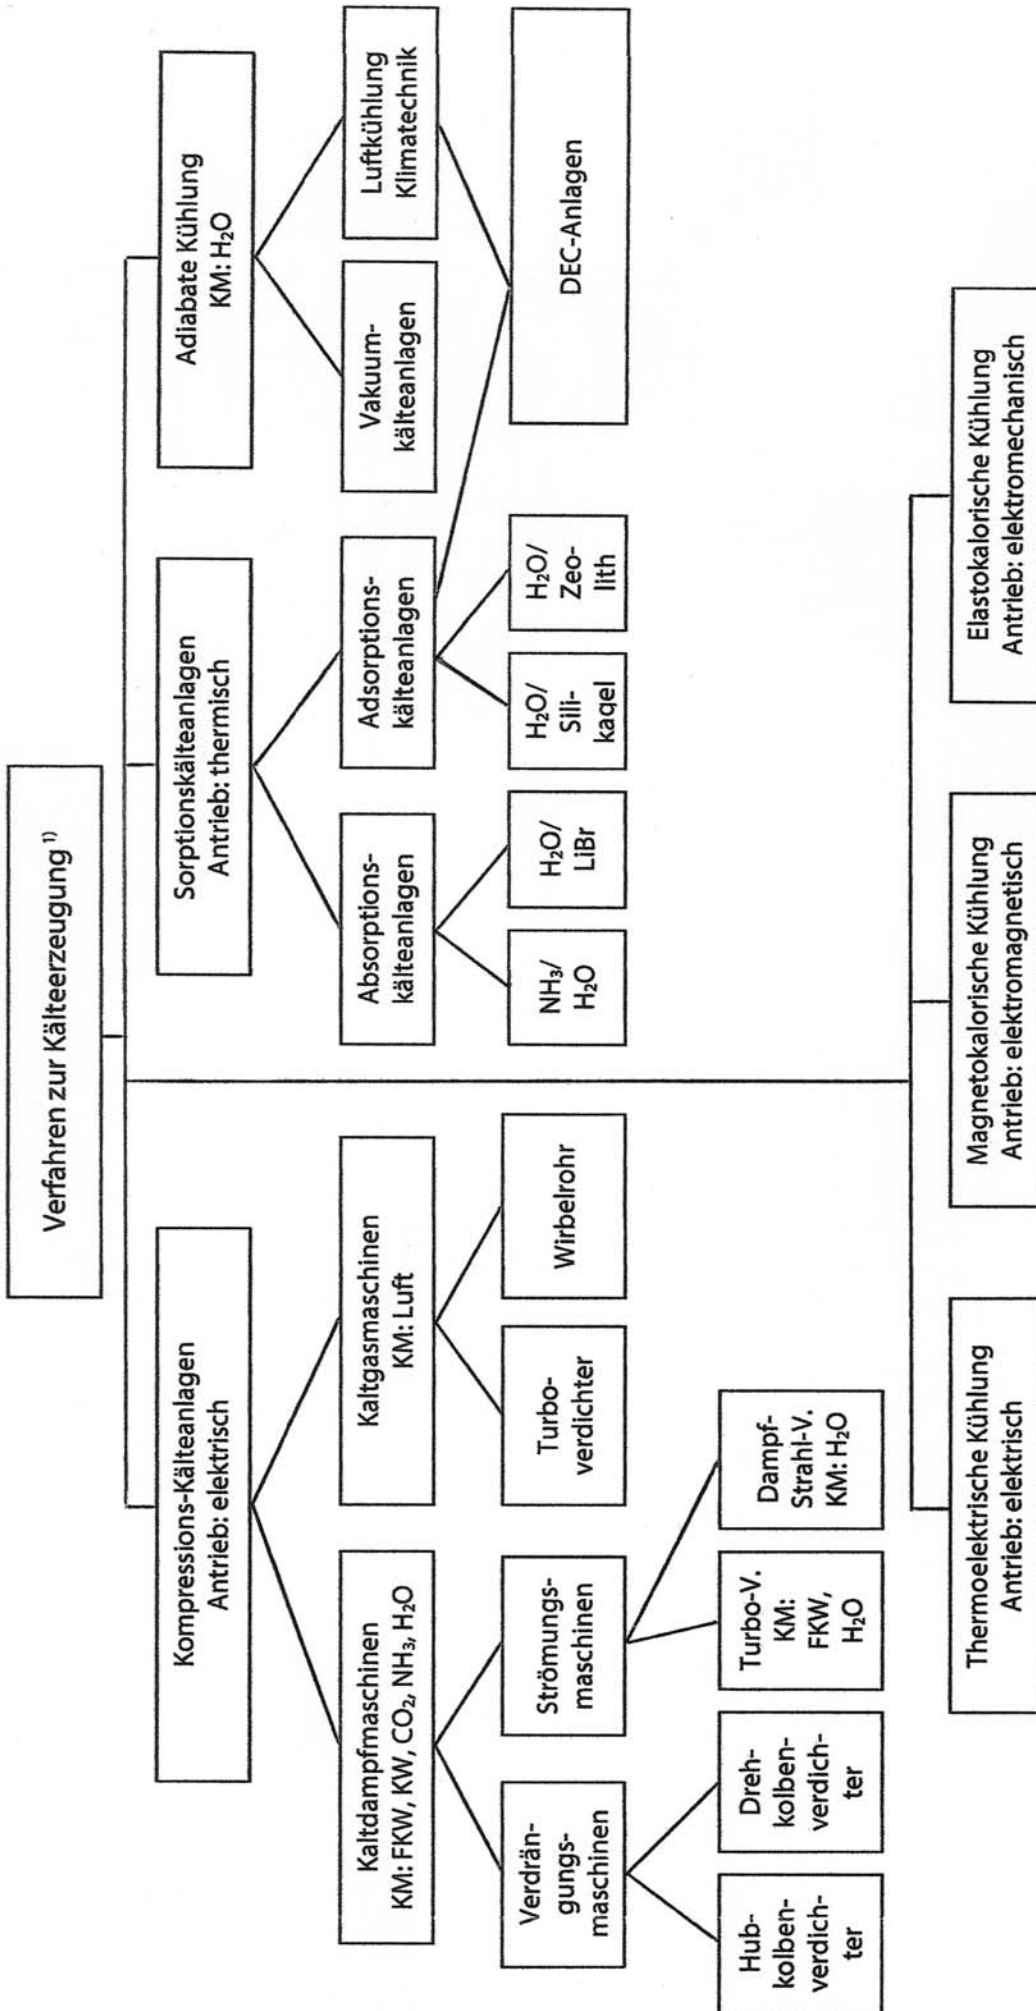 Verfahren zur Kälteerzeugung ¹⁾
Kompressions-Kälteanlagen
Antrieb: elektrisch
Sorptionskälteanlagen
Antrieb: thermisch
Adiabate Kühlung
KM: H₂O
Kaltdampfmaschinen
KM: FKW, KW, CO₂, NH₃, H₂O
Kaltgasmaschinen
KM: Luft
Absorptions-
kälteanlagen
Adsorptions-
kälteanlagen
Vakuum-
kälteanlagen
Luftkühlung
Klimatechnik
Verdrän-
gungs-
maschinen
Strömungs-
maschinen
Turbo-
verdichter
Wirbelrohr
NH₃/
H₂O
H₂O/
LiBr
H₂O/
Sili-
kagel
H₂O/
Zeo-
lith
DEC-Anlagen
Hub-
kolben-
verdich-
ter
Dreh-
kolben-
verdich-
ter
Turbo-V.
KM:
FKW,
H₂O
Dampf-
Strahl-V.
KM: H₂O
Thermoelektrische Kühlung
Antrieb: elektrisch
Magnetokalorische Kühlung
Antrieb: elektromagnetisch
Elastokalorische Kühlung
Antrieb: elektromechanisch